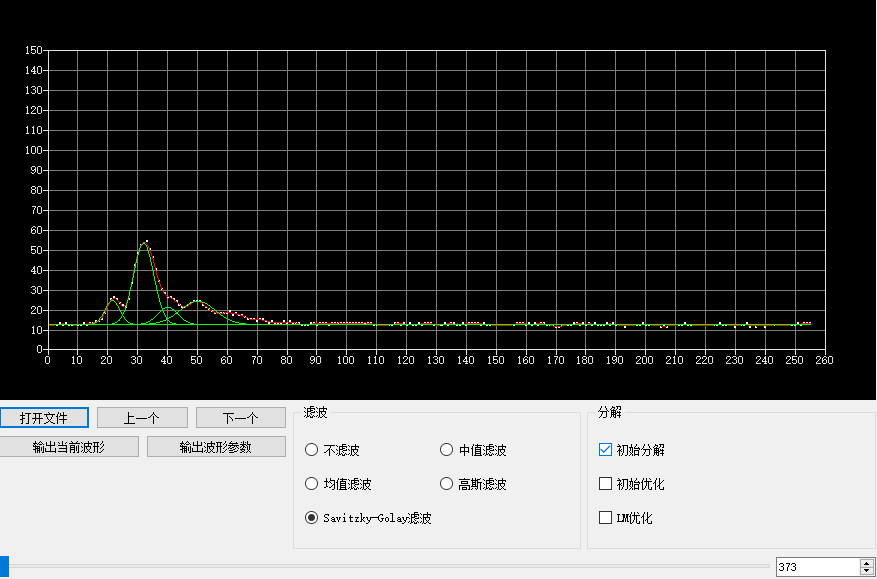 150
140
130
120
110
100
90
80
70
60
50
40
30
20
10
0
0 10 20 30 40 50 60 70 80 90 100 110 120 130 140 150 160 170 180 190 200 210 220 230 240 250 260
打开文件 上一个 下一个
输出当前波形 输出波形参数
滤波
不滤波 中值滤波
均值滤波 高斯滤波
Savitzky-Golay滤波
分解
初始分解
初始优化
LM优化
373